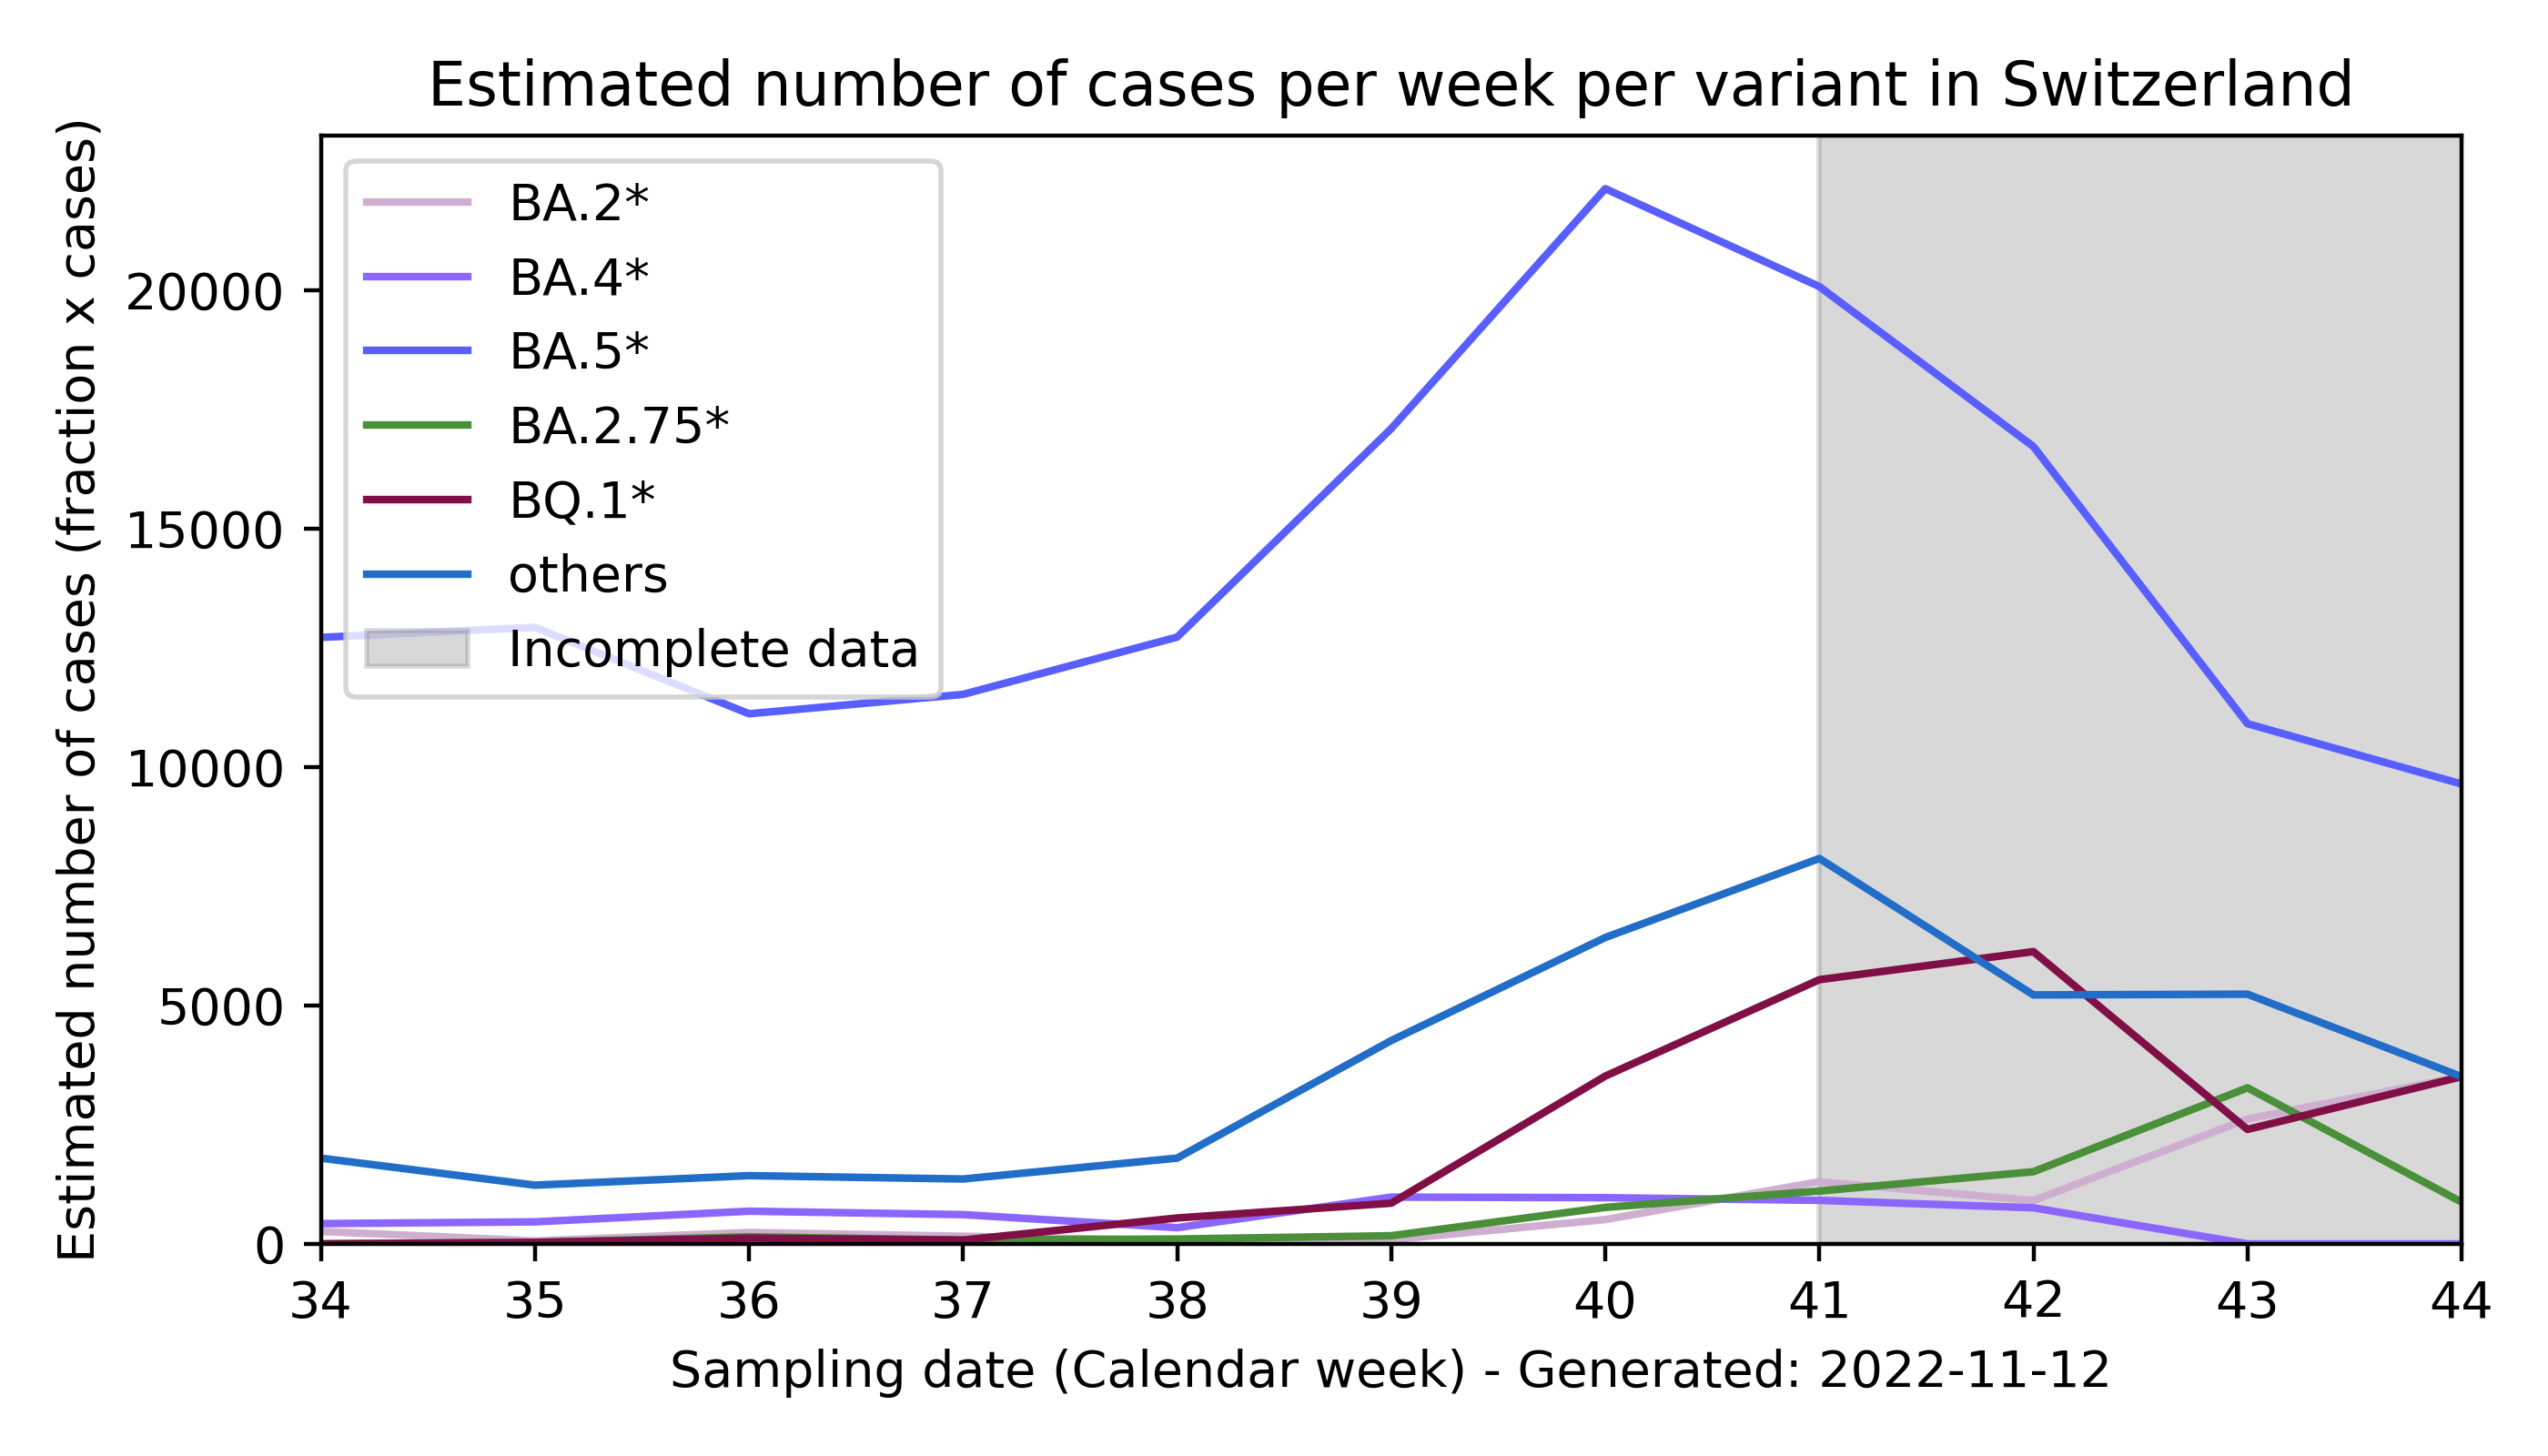 Estimated number of cases per week per variant in Switzerland
Estimated number of cases (fraction x cases)
20000
15000
10000
5000
0
BA.2*
BA.4*
BA.5*
BA.2.75*
BQ.1*
others
Incomplete data
34 35 36 37 38 39 40 41 42 43 44
Sampling date (Calendar week) - Generated: 2022-11-12